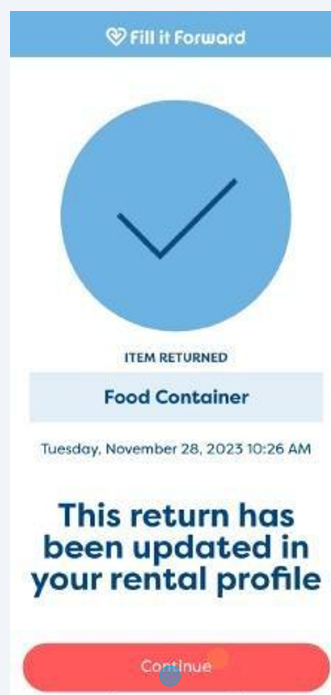 Fill it Forward
ITEM RETURNED
Food Container
Tuesday, November 28, 2023 10:26 AM
This return has
been updated in
your rental profile
Continue